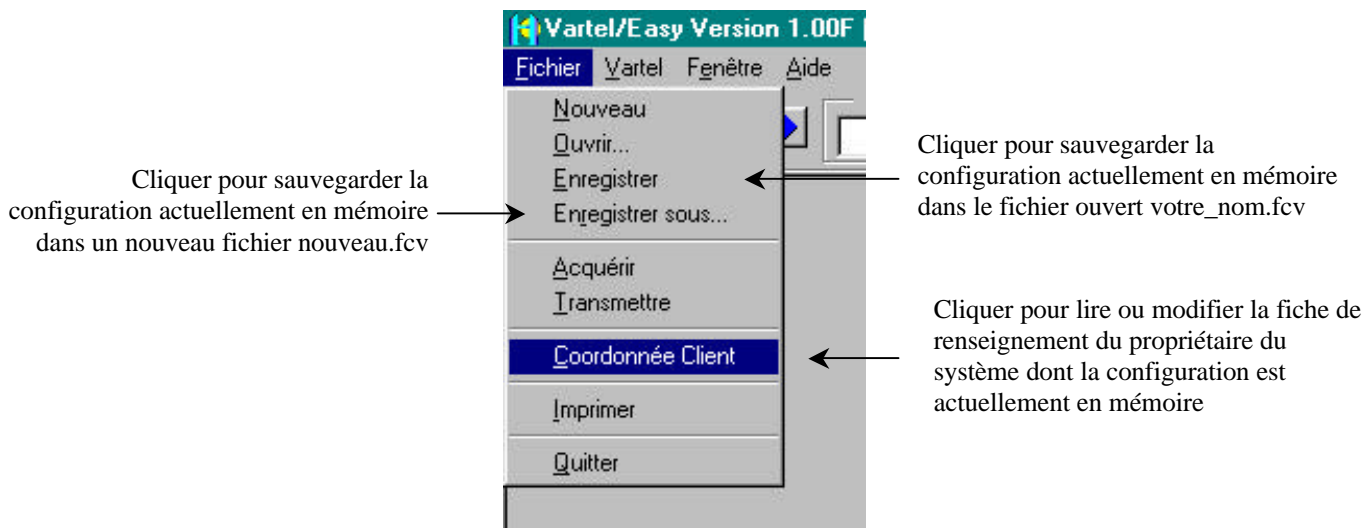 Vartel/Easy Version 1.00F
Fichier Vartel Fenêtre Aide
Nouveau
Ouvrir...
Enregistrer
Enregistrer sous...
Acquérir
Transmettre
Coordonnée Client
Imprimer
Quitter
Cliquer pour sauvegarder la
configuration actuellement en mémoire
dans un nouveau fichier nouveau.fcv
Cliquer pour sauvegarder la
configuration actuellement en mémoire
dans le fichier ouvert votre_nom.fcv
Cliquer pour lire ou modifier la fiche de
renseignement du propriétaire du
système dont la configuration est
actuellement en mémoire